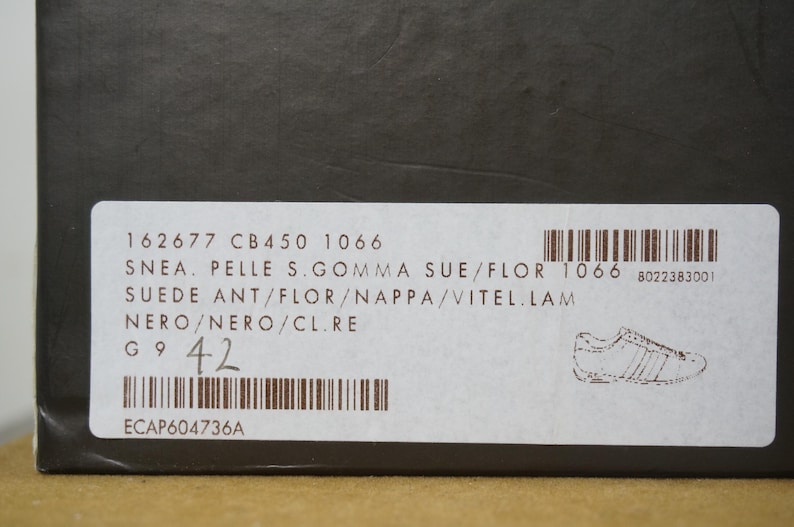 162677 CB450 1066
8022383001
SNEA. PELLE S.GOMMA SUE/FLOR 1066
SUEDE ANT/FLOR/NAPPA/VITEL.LAM
NERO/NERO/CL.RE
G 9 42
ECAP604736A